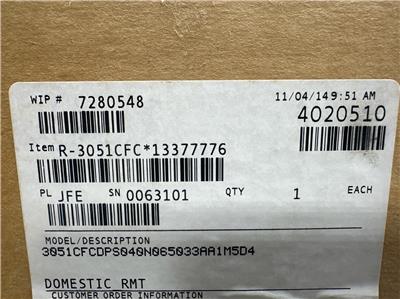 WIP # 7280548 11/04/14 9:51 AM
4020510
Item R-3051CFC*13377776
PL JFE SN 0063101 QTY 1 EACH
MODEL/DESCRIPTION
3051CFCDPS040N065033AA1M5D4
DOMESTIC RMT
CUSTOMER ORDER INFORMATION